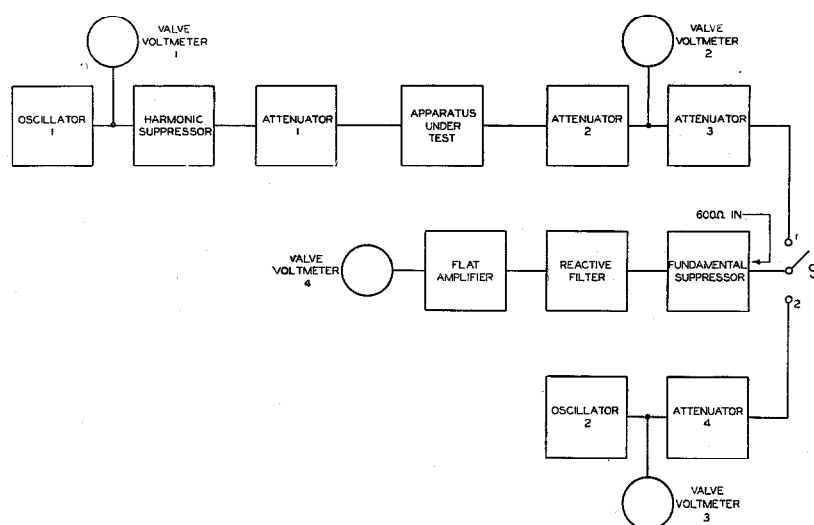 VALVE
VOLTMETER
1
VALVE
VOLTMETER
2
OSCILLATOR
1
HARMONIC
SUPPRESSOR
ATTENUATOR
1
APPARATUS
UNDER
TEST
ATTENUATOR
2
ATTENUATOR
3
600Ω IN
1
VALVE
VOLTMETER
4
FLAT
AMPLIFIER
REACTIVE
FILTER
FUNDAMENTAL
SUPPRESSOR
S
2
OSCILLATOR
2
ATTENUATOR
4
VALVE
VOLTMETER
3